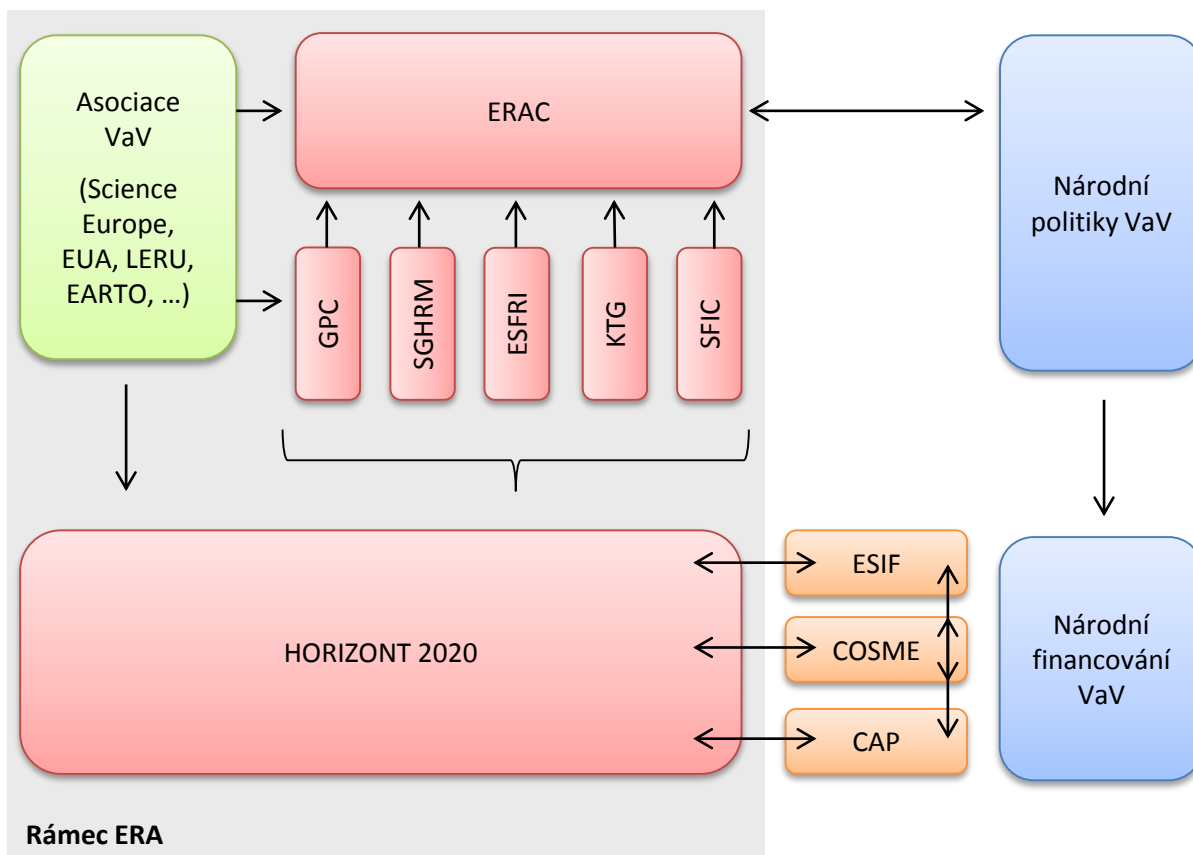 Asociace
VaV
(Science
Europe,
EUA, LERU,
EARTO, …)
ERAC
Národní
politiky VaV
GPC
SGHRM
ESFRI
KTG
SFIC
HORIZONT 2020
ESIF
COSME
CAP
Národní
financování
VaV
Rámec ERA